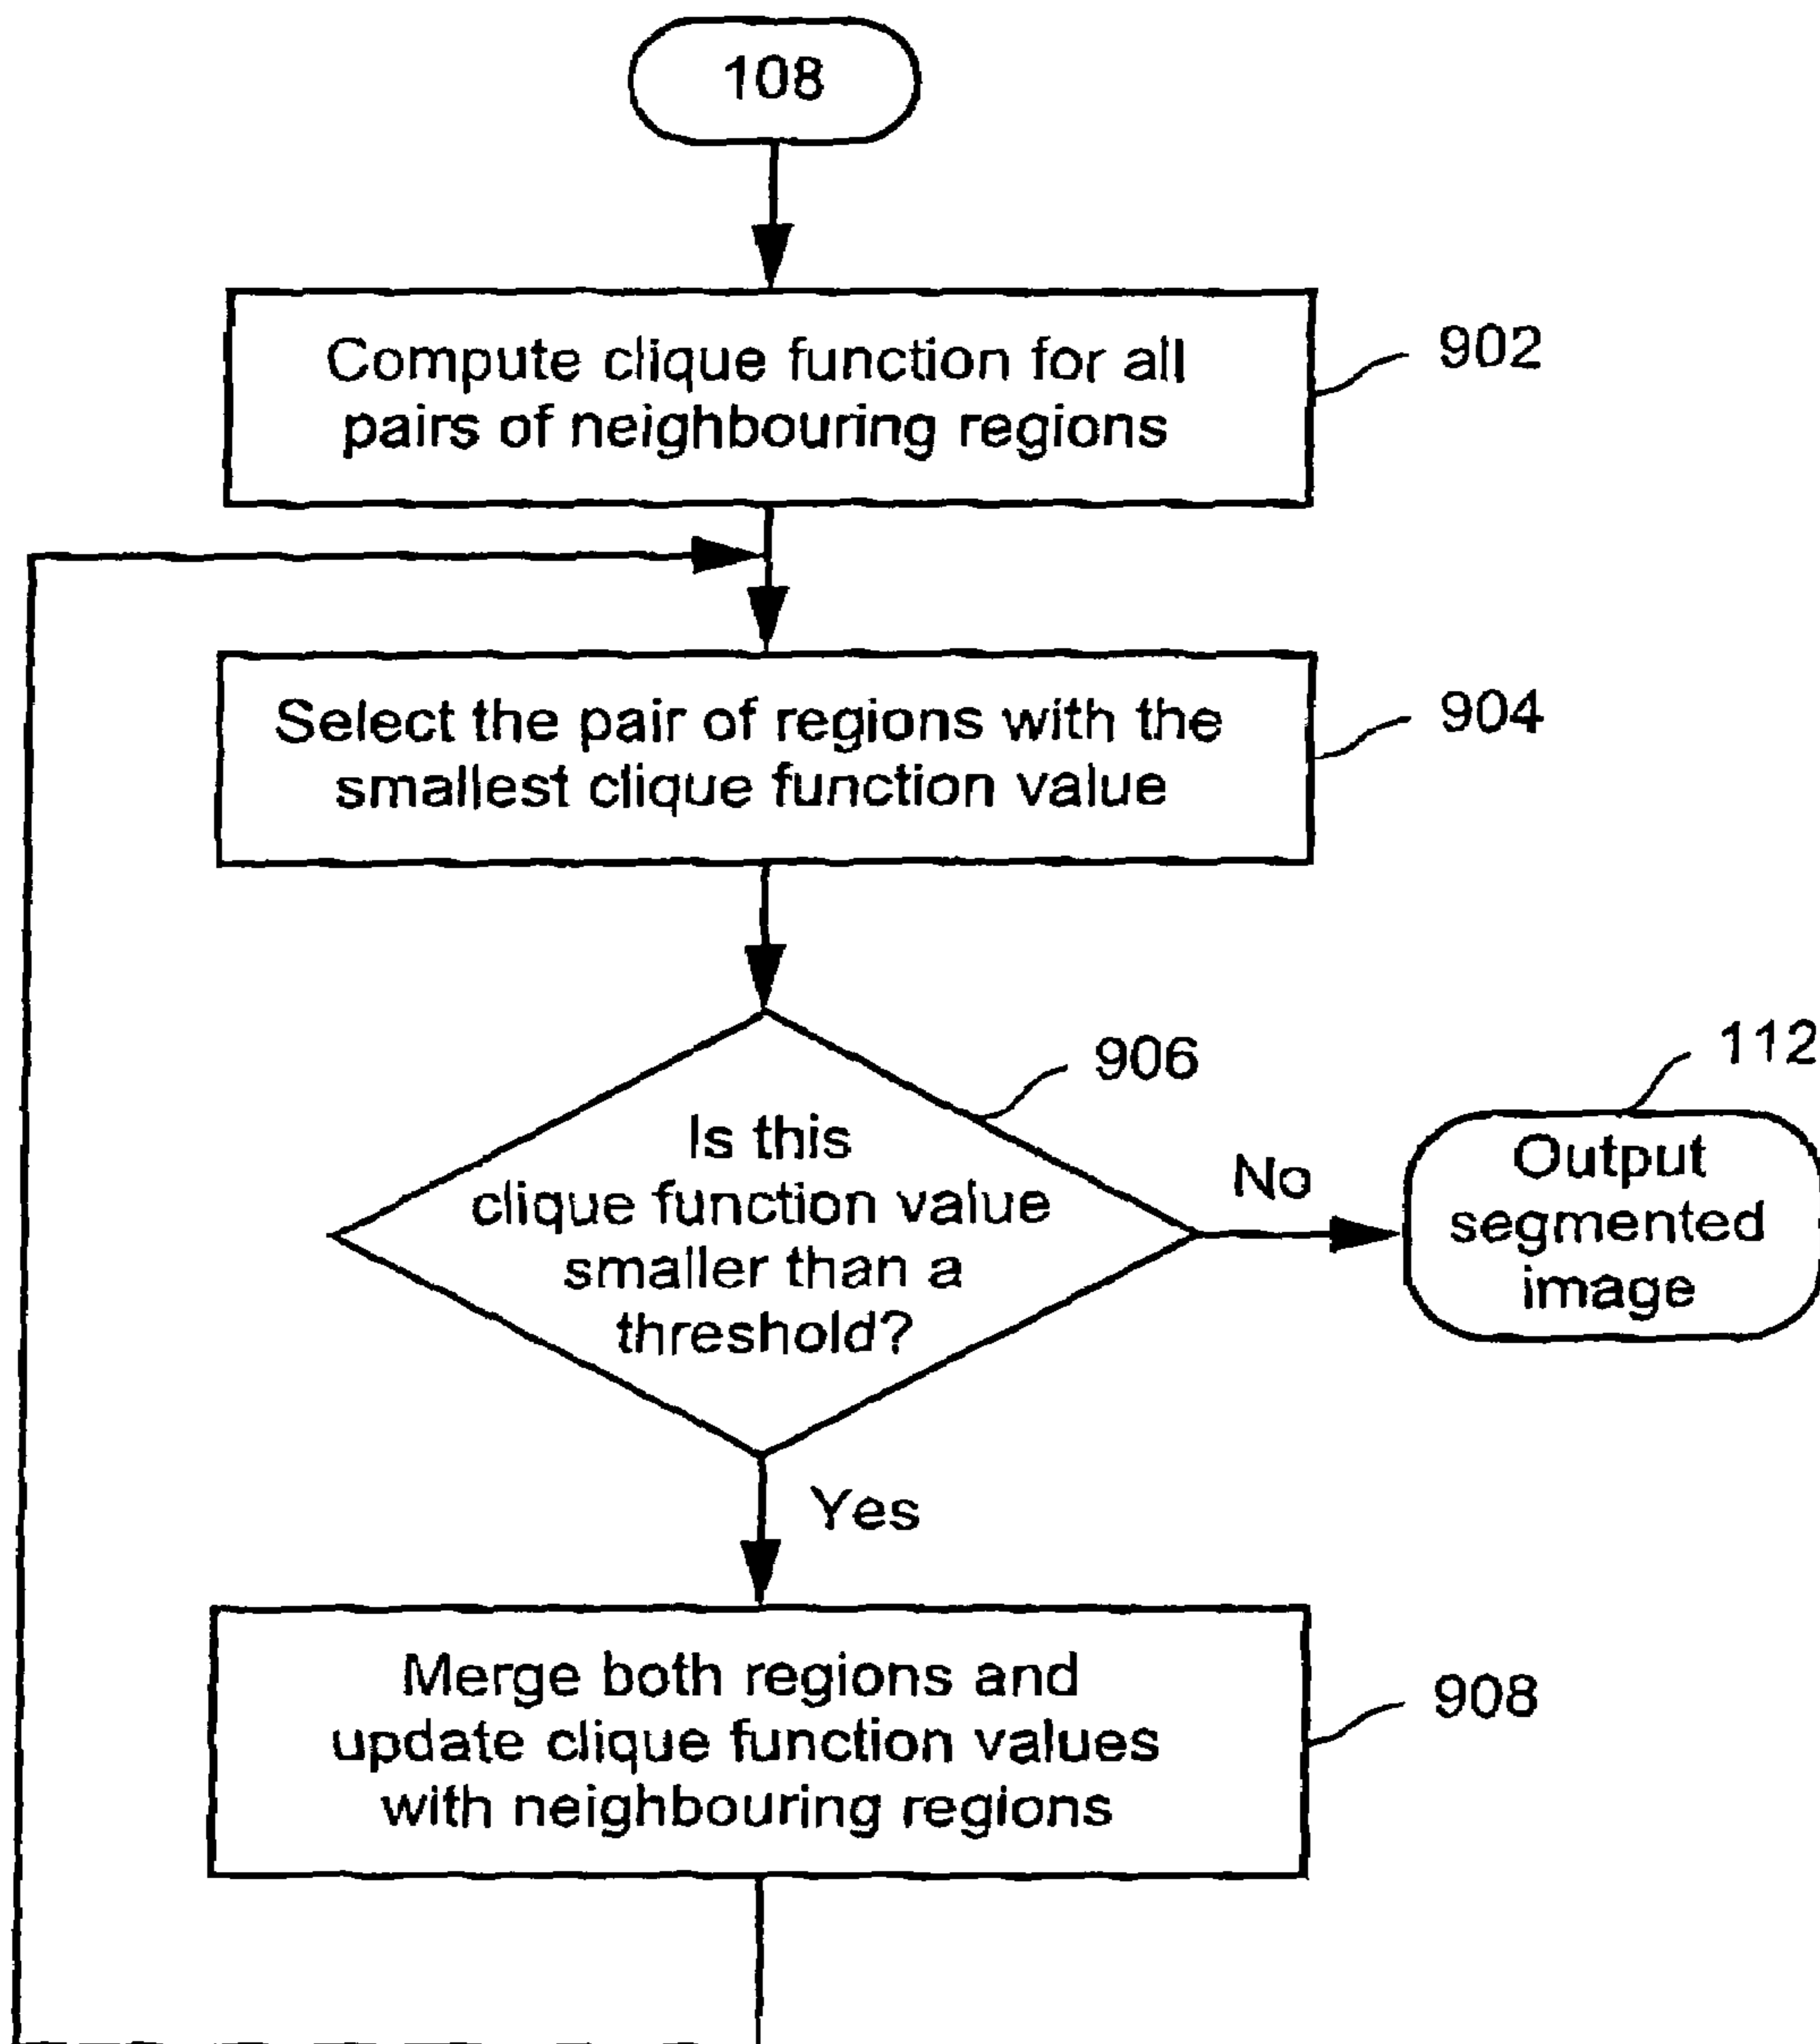 108
Compute clique function for all
pairs of neighbouring regions
902
Select the pair of regions with the
smallest clique function value
904
906
Is this
clique function value
smaller than a
threshold?
No
112
Output
segmented
image
Yes
Merge both regions and
update clique function values
with neighbouring regions
908